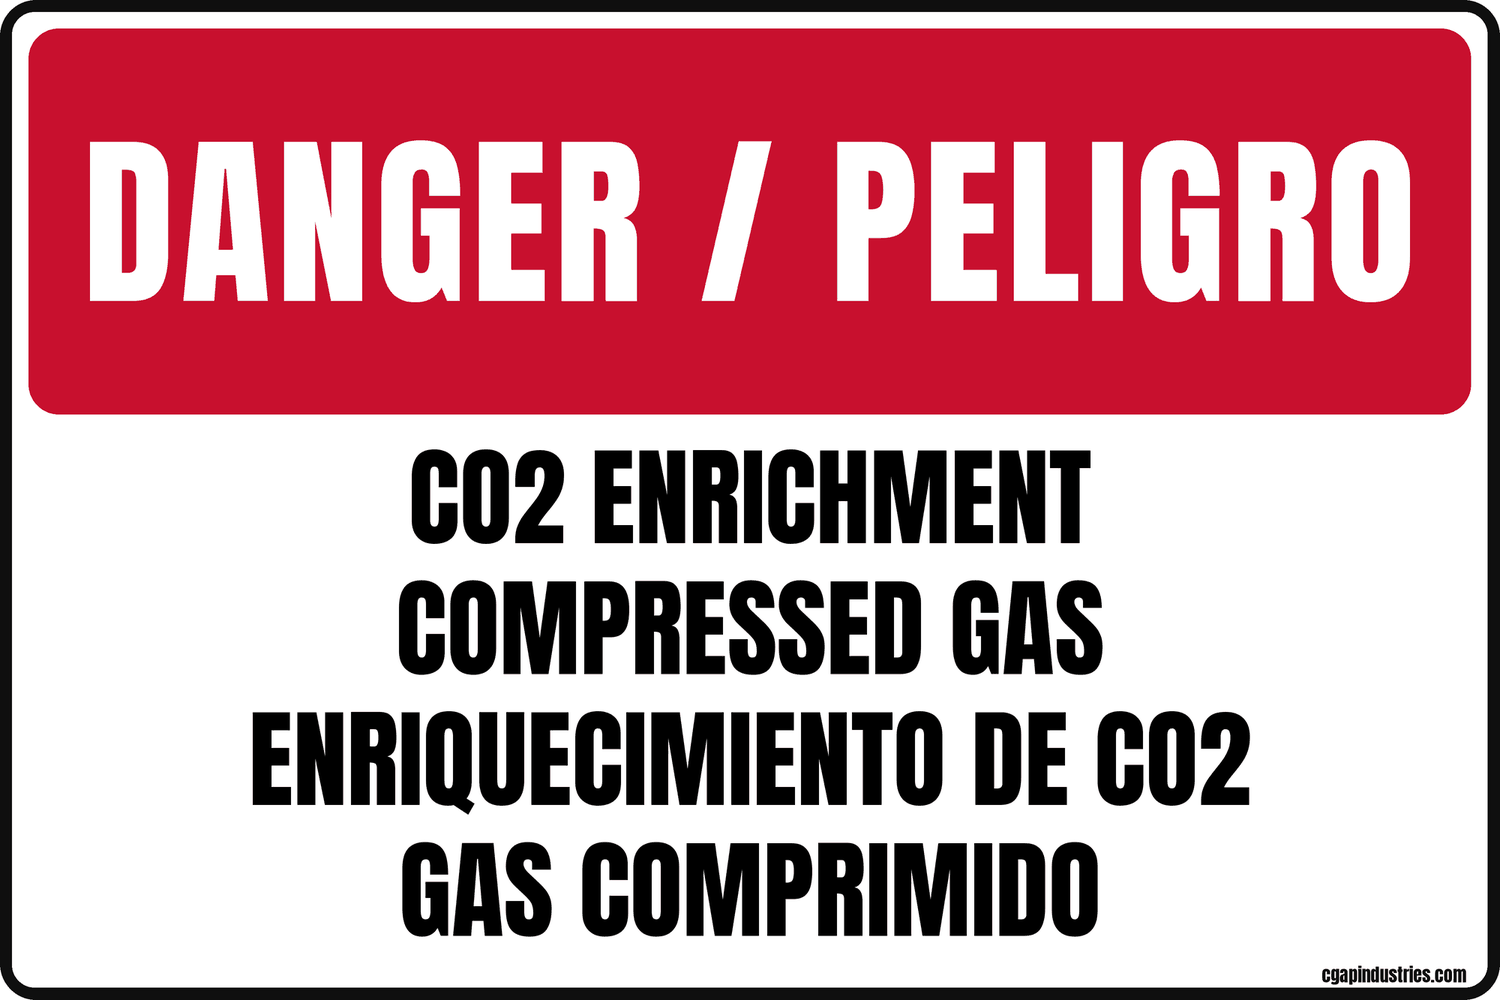 DANGER / PELIGRO
CO2 ENRICHMENT
COMPRESSED GAS
ENRIQUECIMIENTO DE CO2
GAS COMPRIMIDO
cgapindustries.com